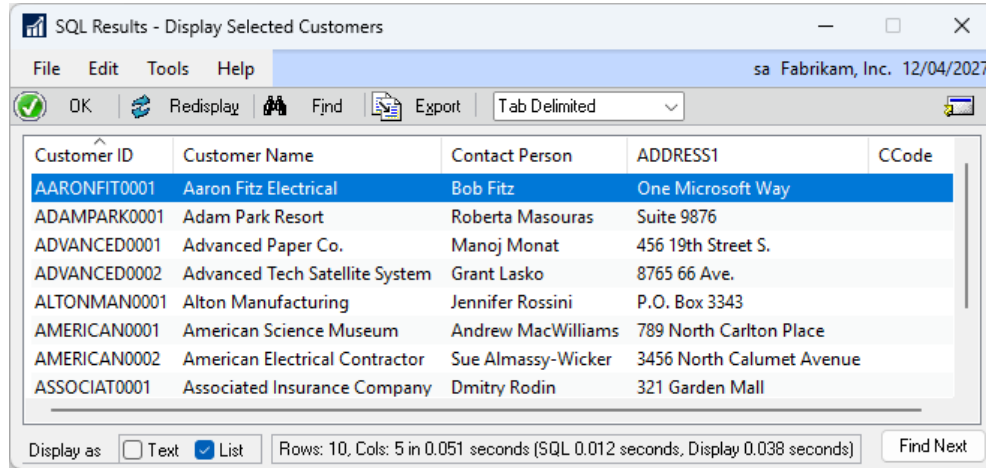 SQL Results - Display Selected Customers
File Edit Tools Help sa Fabrikam, Inc. 12/04/2027
OK Redisplay Find Export Tab Delimited
Customer ID Customer Name Contact Person ADDRESS1 CCode
AARONFIT0001 Aaron Fitz Electrical Bob Fitz One Microsoft Way
ADAMPARK0001 Adam Park Resort Roberta Masouras Suite 9876
ADVANCED0001 Advanced Paper Co. Manoj Monat 456 19th Street S.
ADVANCED0002 Advanced Tech Satellite System Grant Lasko 8765 66 Ave.
ALTONMAN0001 Alton Manufacturing Jennifer Rossini P.O. Box 3343
AMERICAN0001 American Science Museum Andrew MacWilliams 789 North Carlton Place
AMERICAN0002 American Electrical Contractor Sue Almassy-Wicker 3456 North Calumet Avenue
ASSOCIAT0001 Associated Insurance Company Dmitry Rodin 321 Garden Mall
Display as Text List Rows: 10, Cols: 5 in 0.051 seconds (SQL 0.012 seconds, Display 0.038 seconds) Find Next